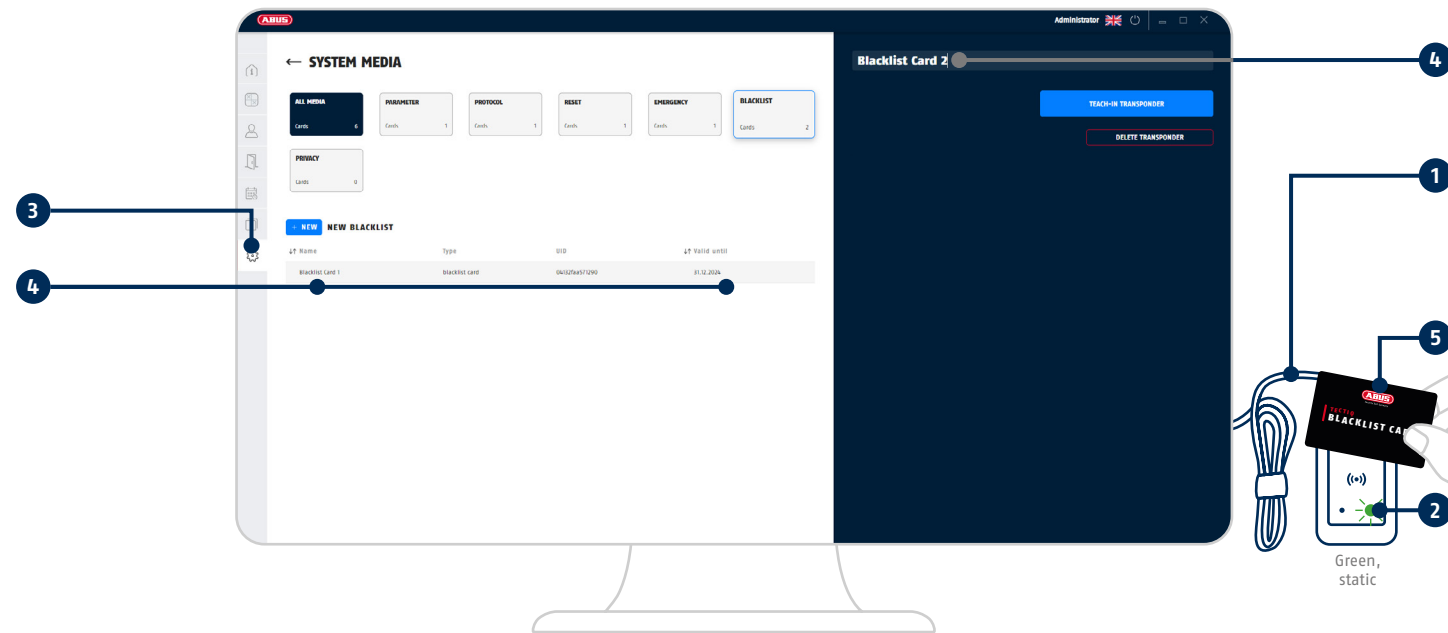 ABUS
Administrator
← SYSTEM MEDIA
Blacklist Card 2
4
ALL MEDIA
Cards 6
PARAMETER
Cards 1
PROTOCOL
Cards 1
RESET
Cards 1
EMERGENCY
Cards 1
BLACKLIST
Cards 2
TEACH-IN TRANSPONDER
DELETE TRANSPONDER
PRIVACY
Cards 0
1
3
+ NEW NEW BLACKLIST
↓↑ Name Type UID ↓↑ Valid until
Blacklist Card 1 blacklist card 04132faa571290 31.12.2024
4
5
ABUS
TECTIQ
BLACKLIST CA
2
Green,
static